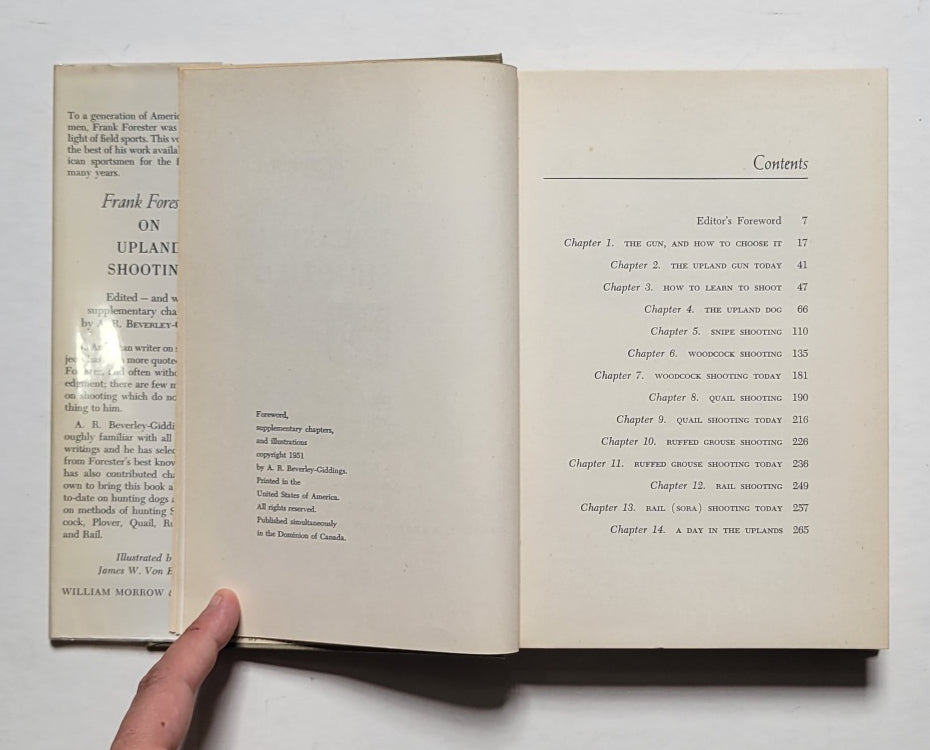 To a generation of Americ
men, Frank Forester was
light of field sports. This vo
the best of his work availa
ican sportsmen for the f
many years.
Frank Fores
ON
UPLAND
SHOOTIN
Edited — and w
supplementary cha
by A. R. BEVERLEY-G
an writer on s
more quote
often witho
edgment; there are few m
on shooting which do no
thing to him.
A. R. Beverley-Giddi
oughly familiar with all
writings and he has selec
from Forester's best know
has also contributed cha
own to bring this book a
to-date on hunting dogs a
on methods of hunting S
cock, Plover, Quail, Ru
and Rail.
Illustrated b
James W. Von E
WILLIAM MORROW &
Foreword,
supplementary chapters,
and illustrations
copyright 1951
by A. R. Beverley-Giddings.
Printed in the
United States of America.
All rights reserved.
Published simultaneously
in the Dominion of Canada.
Contents
Editor's Foreword 7
Chapter 1. THE GUN, AND HOW TO CHOOSE IT 17
Chapter 2. THE UPLAND GUN TODAY 41
Chapter 3. HOW TO LEARN TO SHOOT 47
Chapter 4. THE UPLAND DOG 66
Chapter 5. SNIPE SHOOTING 110
Chapter 6. WOODCOCK SHOOTING 135
Chapter 7. WOODCOCK SHOOTING TODAY 181
Chapter 8. QUAIL SHOOTING 190
Chapter 9. QUAIL SHOOTING TODAY 216
Chapter 10. RUFFED GROUSE SHOOTING 226
Chapter 11. RUFFED GROUSE SHOOTING TODAY 236
Chapter 12. RAIL SHOOTING 249
Chapter 13. RAIL (SORA) SHOOTING TODAY 257
Chapter 14. A DAY IN THE UPLANDS 265